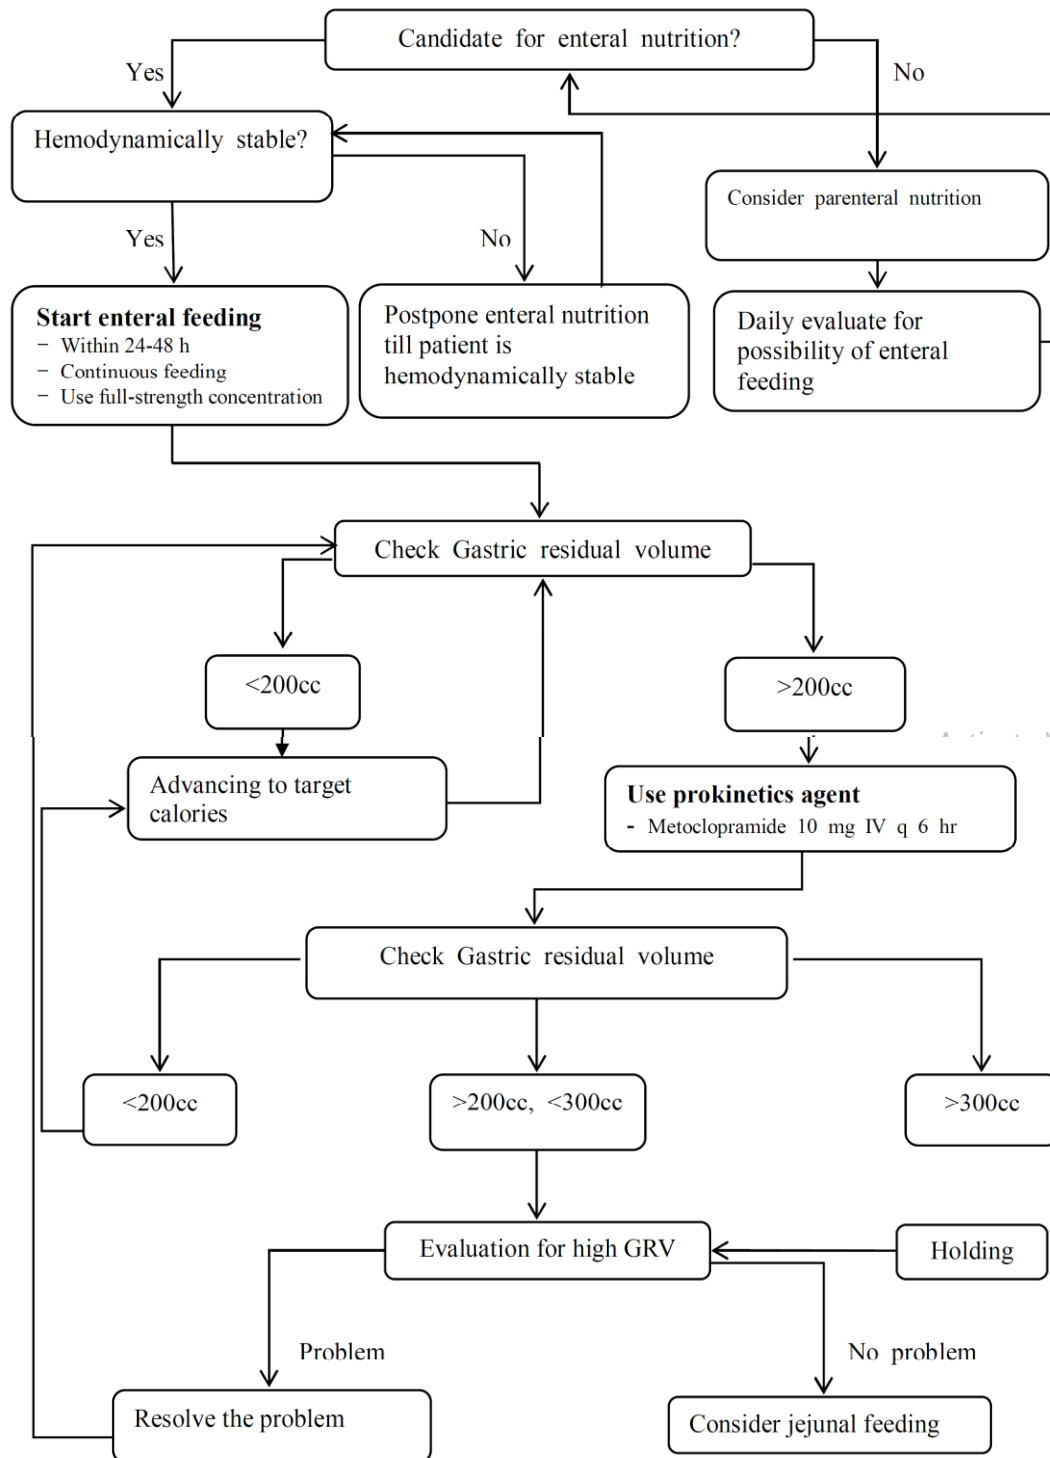 Candidate for enteral nutrition?
Yes
No
Hemodynamically stable?
Consider parenteral nutrition
Yes
No
Start enteral feeding
– Within 24-48 h
– Continuous feeding
– Use full-strength concentration
Postpone enteral nutrition
till patient is
hemodynamically stable
Daily evaluate for
possibility of enteral
feeding
Check Gastric residual volume
<200cc
>200cc
Advancing to target
calories
Use prokinetics agent
- Metoclopramide 10 mg IV q 6 hr
Check Gastric residual volume
<200cc
>200cc, <300cc
>300cc
Evaluation for high GRV
Holding
Problem
No problem
Resolve the problem
Consider jejunal feeding